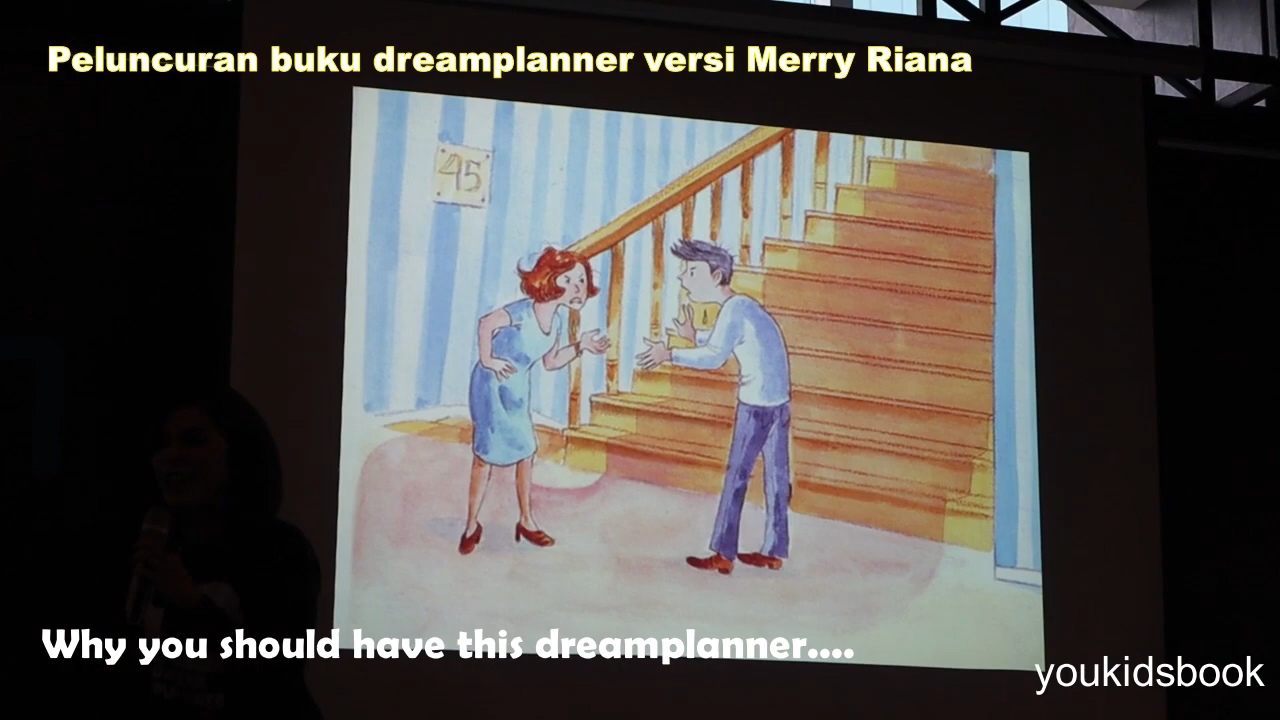 Peluncuran buku dreamplanner versi Merry Riana
45
Why you should have this dreamplanner....
youkidsbook